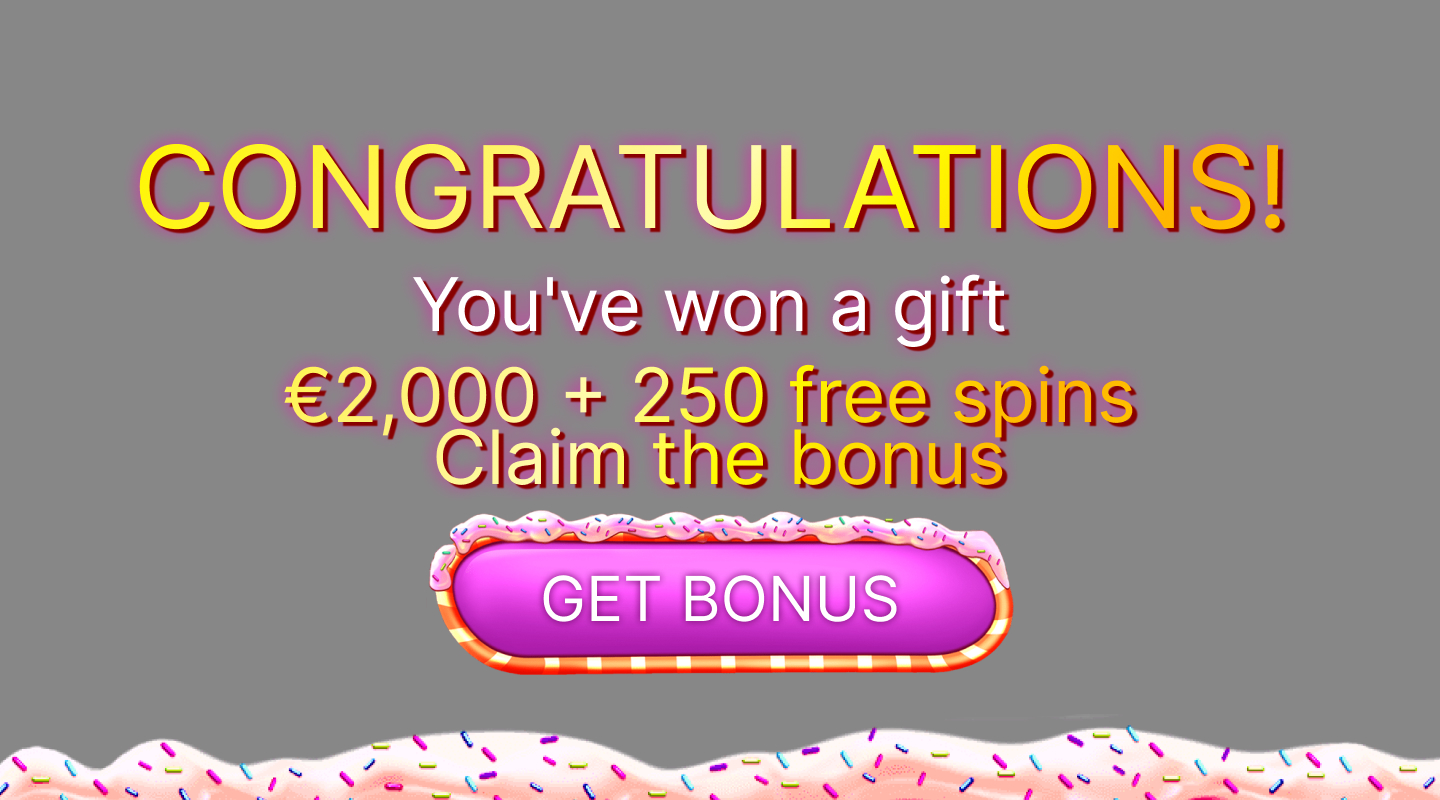 CONGRATULATIONS!
You've won a gift
€2,000 + 250 free spins
Claim the bonus
GET BONUS